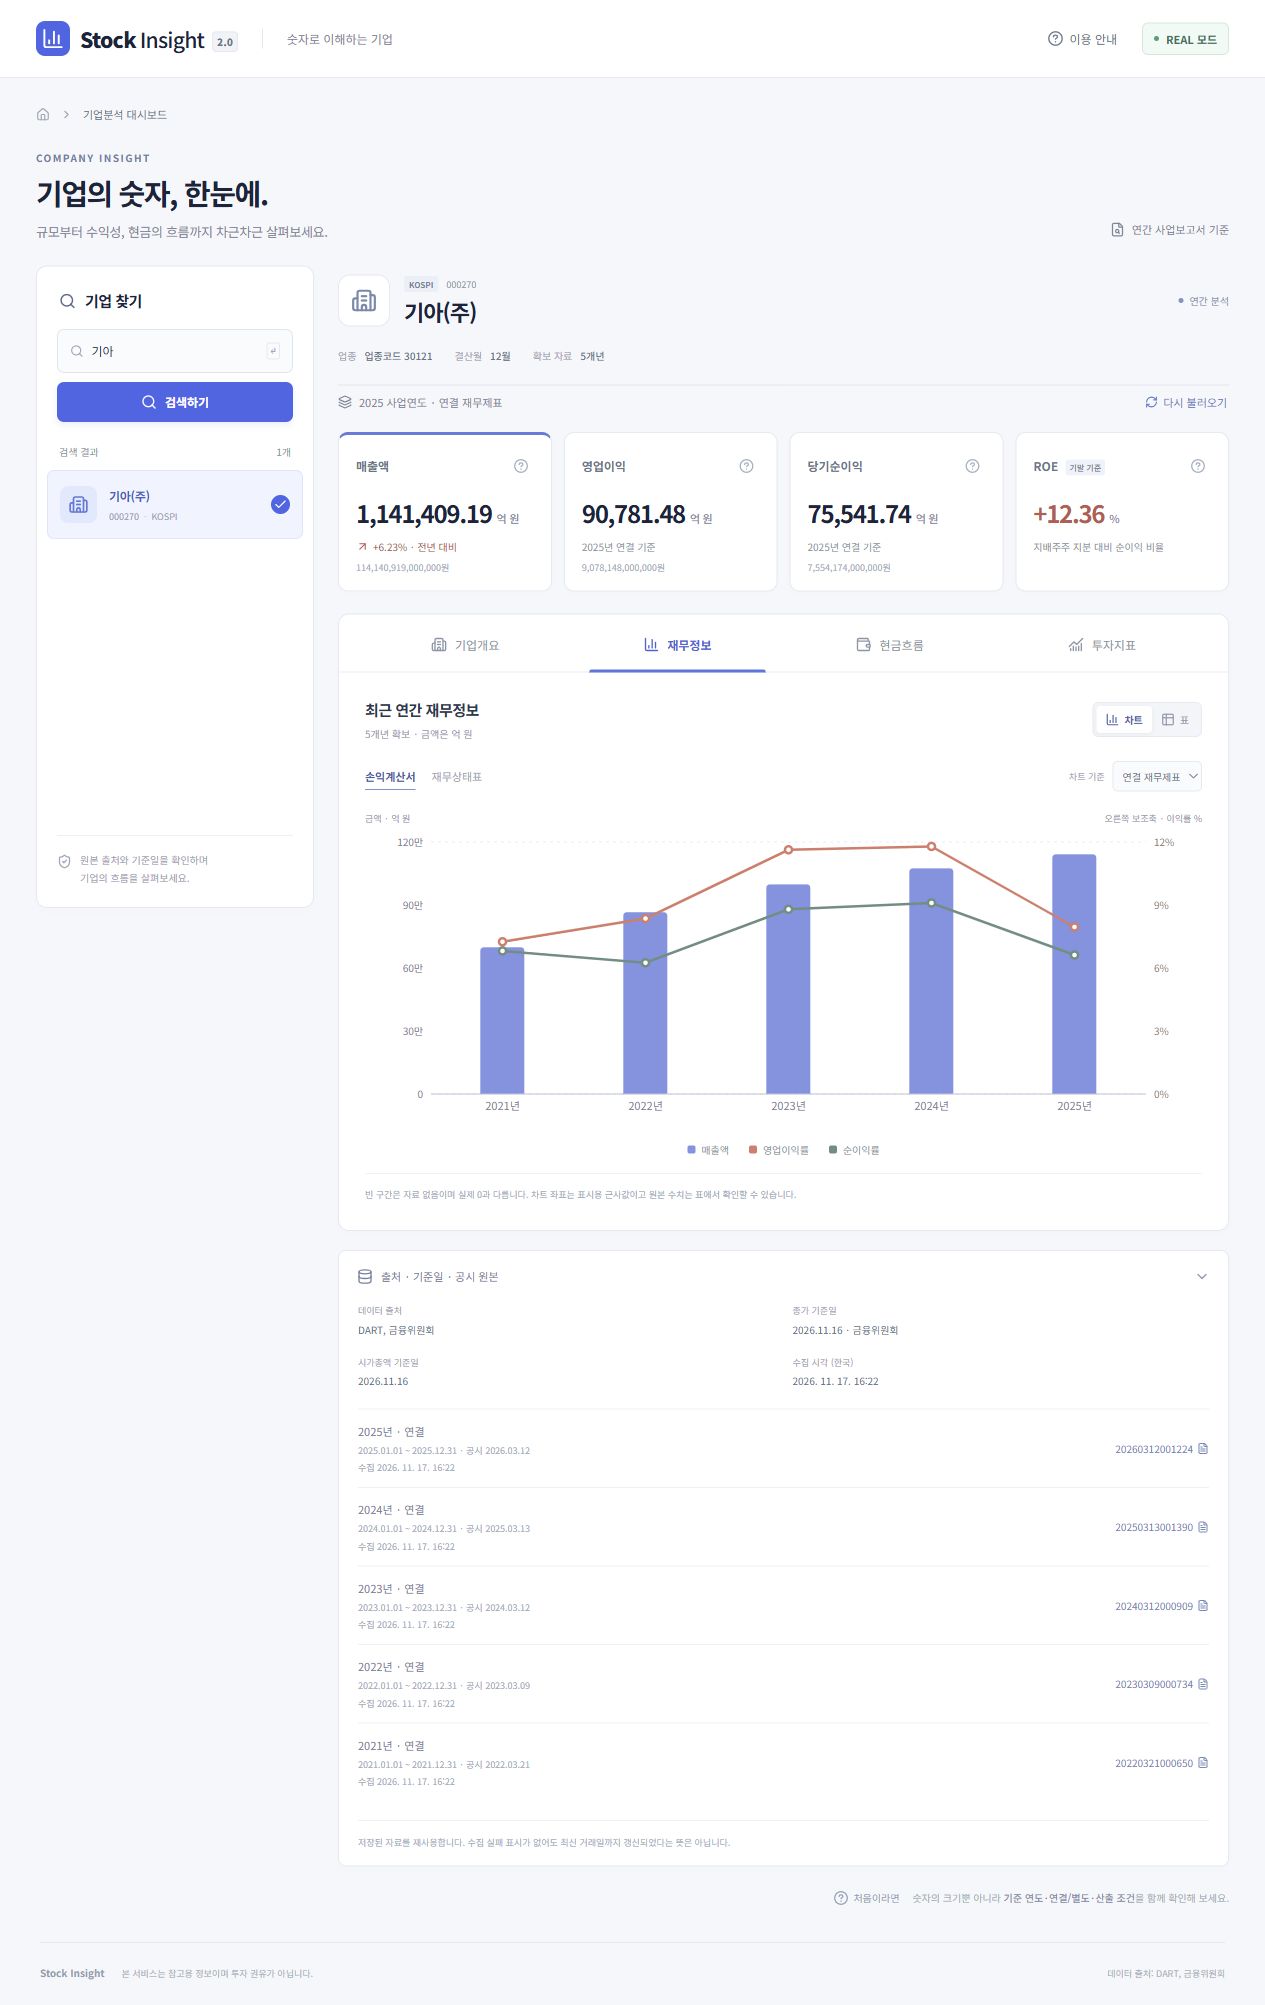 Stock Insight 2.0
숫자로 이해하는 기업
이용 안내
REAL 모드
기업분석 대시보드
COMPANY INSIGHT
기업의 숫자, 한눈에.
규모부터 수익성, 현금의 흐름까지 차근차근 살펴보세요.
연간 사업보고서 기준
기업 찾기
기아
검색하기
검색 결과 1개
기아(주)
000270 · KOSPI
원본 출처와 기준일을 확인하며
기업의 흐름을 살펴보세요.
KOSPI 000270
기아(주)
연간 분석
업종 업종코드 30121 결산월 12월 확보 자료 5개년
2025 사업연도 · 연결 재무제표
다시 불러오기
매출액
1,141,409.19 억 원
+6.23% · 전년 대비
114,140,919,000,000원
영업이익
90,781.48 억 원
2025년 연결 기준
9,078,148,000,000원
당기순이익
75,541.74 억 원
2025년 연결 기준
7,554,174,000,000원
ROE 기말 기준
+12.36 %
지배주주 지분 대비 순이익 비율
기업개요
재무정보
현금흐름
투자지표
최근 연간 재무정보
5개년 확보 · 금액은 억 원
차트 표
손익계산서 재무상태표
차트 기준 연결 재무제표
금액 · 억 원
오른쪽 보조축 · 이익률 %
120만 12%
90만 9%
60만 6%
30만 3%
0 0%
2021년 2022년 2023년 2024년 2025년
매출액 영업이익률 순이익률
빈 구간은 자료 없음이며 실제 0과 다릅니다. 차트 좌표는 표시용 근사값이고 원본 수치는 표에서 확인할 수 있습니다.
출처 · 기준일 · 공시 원본
데이터 출처
DART, 금융위원회
종가 기준일
2026.11.16 · 금융위원회
시가총액 기준일
2026.11.16
수집 시각 (한국)
2026. 11. 17. 16:22
2025년 · 연결
2025.01.01 ~ 2025.12.31 · 공시 2026.03.12
수집 2026. 11. 17. 16:22
20260312001224
2024년 · 연결
2024.01.01 ~ 2024.12.31 · 공시 2025.03.13
수집 2026. 11. 17. 16:22
20250313001390
2023년 · 연결
2023.01.01 ~ 2023.12.31 · 공시 2024.03.12
수집 2026. 11. 17. 16:22
20240312000909
2022년 · 연결
2022.01.01 ~ 2022.12.31 · 공시 2023.03.09
수집 2026. 11. 17. 16:22
20230309000734
2021년 · 연결
2021.01.01 ~ 2021.12.31 · 공시 2022.03.21
수집 2026. 11. 17. 16:22
20220321000650
저장된 자료를 재사용합니다. 수집 실패 표시가 없어도 최신 거래일까지 갱신되었다는 뜻은 아닙니다.
처음이라면 숫자의 크기뿐 아니라 기준 연도·연결/별도·산출 조건을 함께 확인해 보세요.
Stock Insight 본 서비스는 참고용 정보이며 투자 권유가 아닙니다.
데이터 출처: DART, 금융위원회